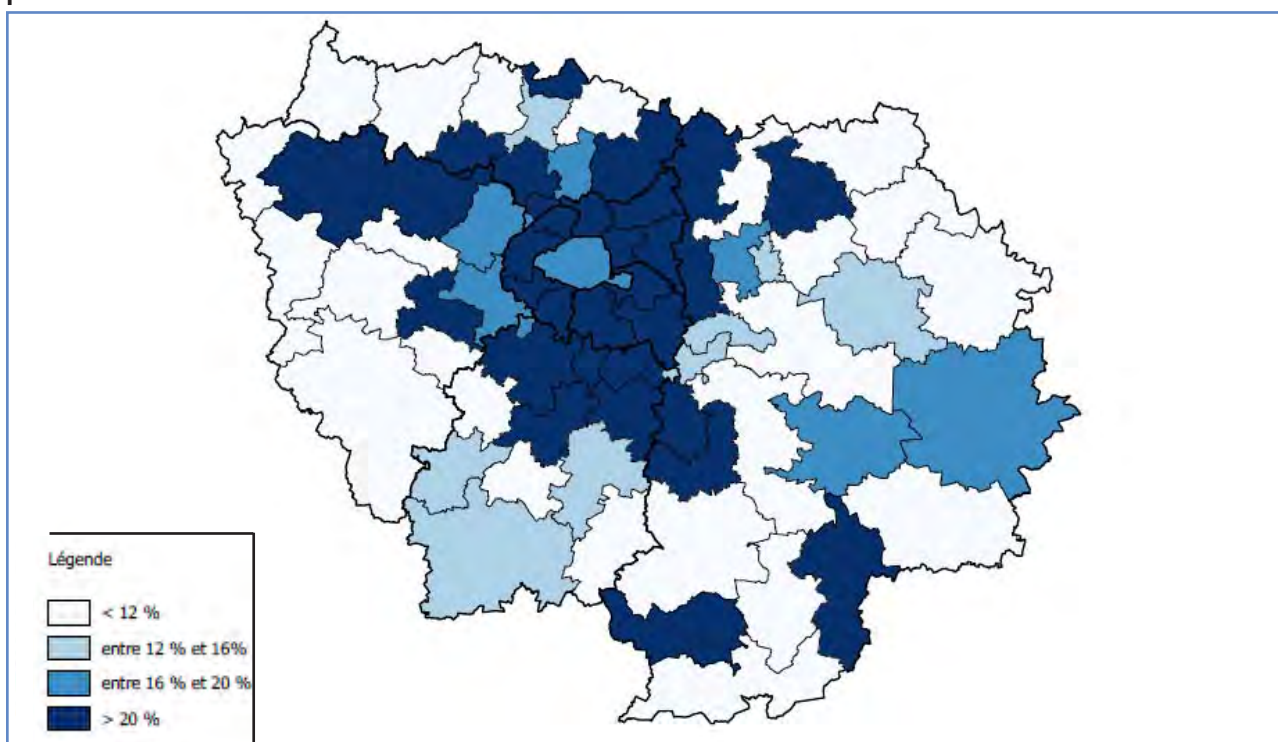 Légende
< 12 %
entre 12 % et 16%
entre 16 % et 20 %
> 20 %